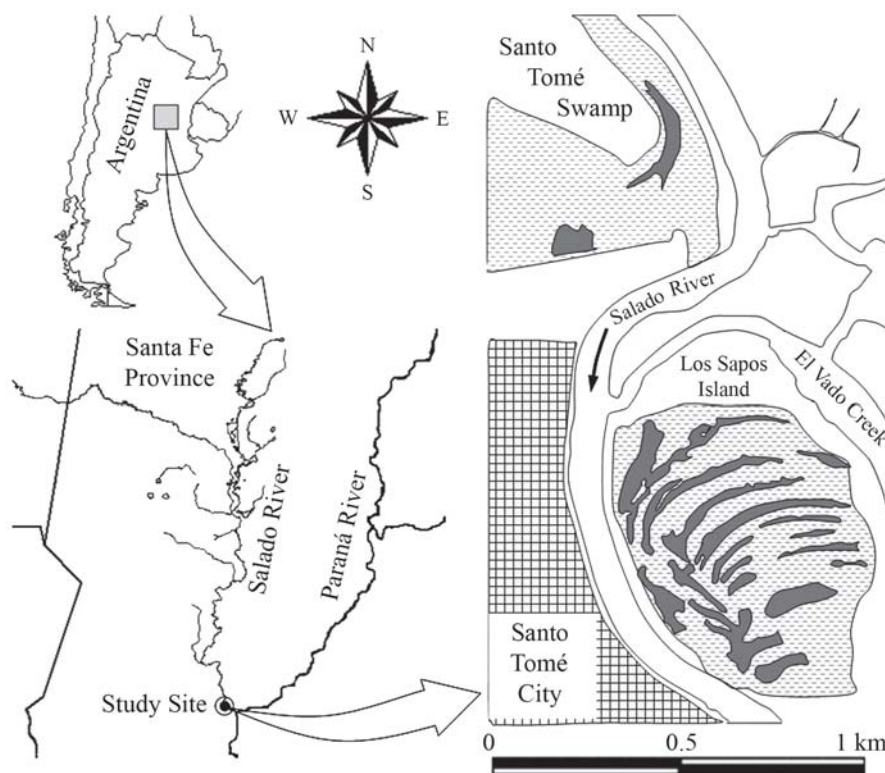 Argentina
N
W
E
S
Santa Fe
Province
Salado River
Paraná River
Study Site
Santo
Tomé
Swamp
Salado River
Los Sapos
Island
El Vado Creek
Santo
Tomé
City
0
0.5
1 km